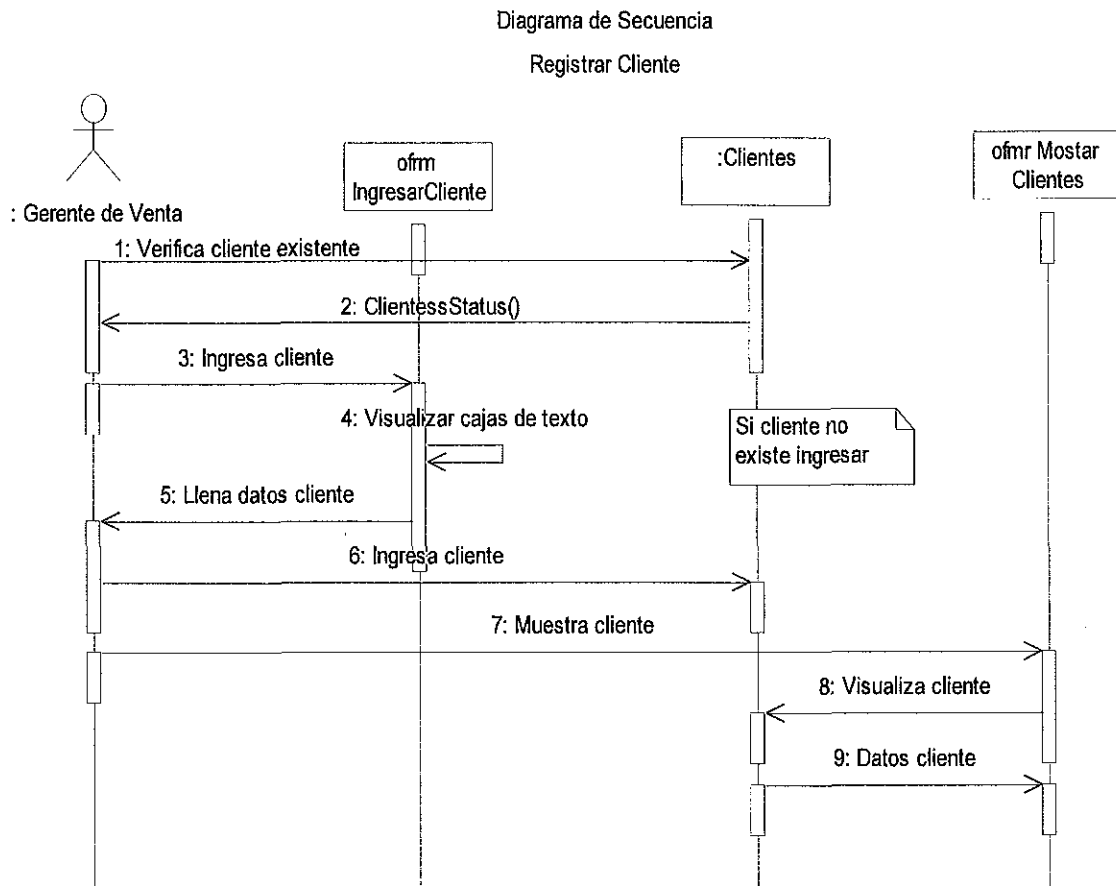 Diagrama de Secuencia
Registrar Cliente
: Gerente de Venta
ofrm
IngresarCliente
:Clientes
ofmr Mostar
Clientes
1: Verifica cliente existente
2: ClientessStatus()
3: Ingresa cliente
4: Visualizar cajas de texto
Si cliente no
existe ingresar
5: Llena datos cliente
6: Ingresa cliente
7: Muestra cliente
8: Visualiza cliente
9: Datos cliente